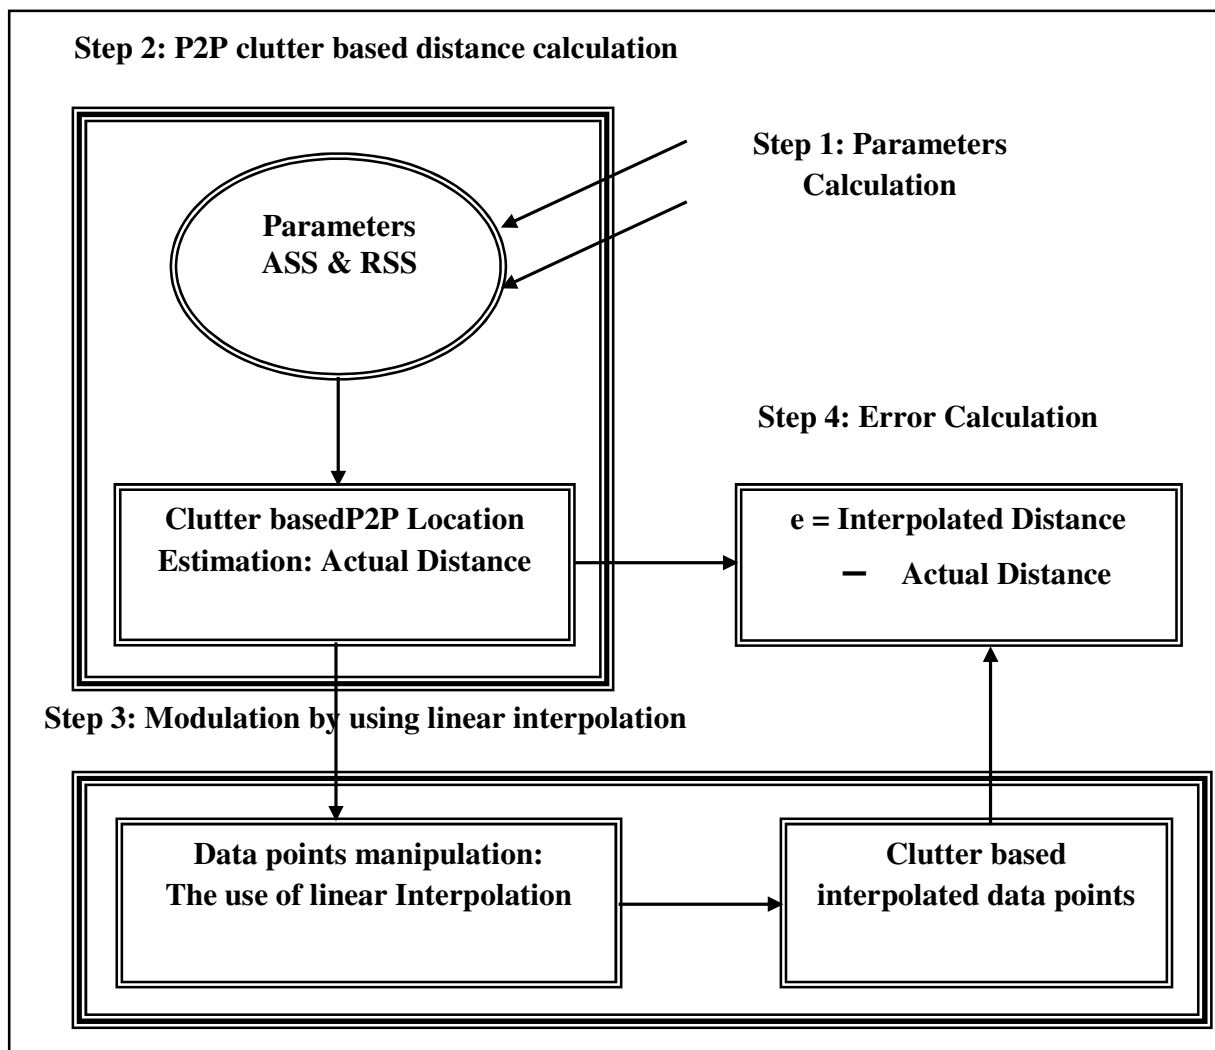 Step 2: P2P clutter based distance calculation
Step 1: Parameters
Calculation
Parameters
ASS & RSS
Step 4: Error Calculation
Clutter basedP2P Location
Estimation: Actual Distance
e = Interpolated Distance
– Actual Distance
Step 3: Modulation by using linear interpolation
Data points manipulation:
The use of linear Interpolation
Clutter based
interpolated data points